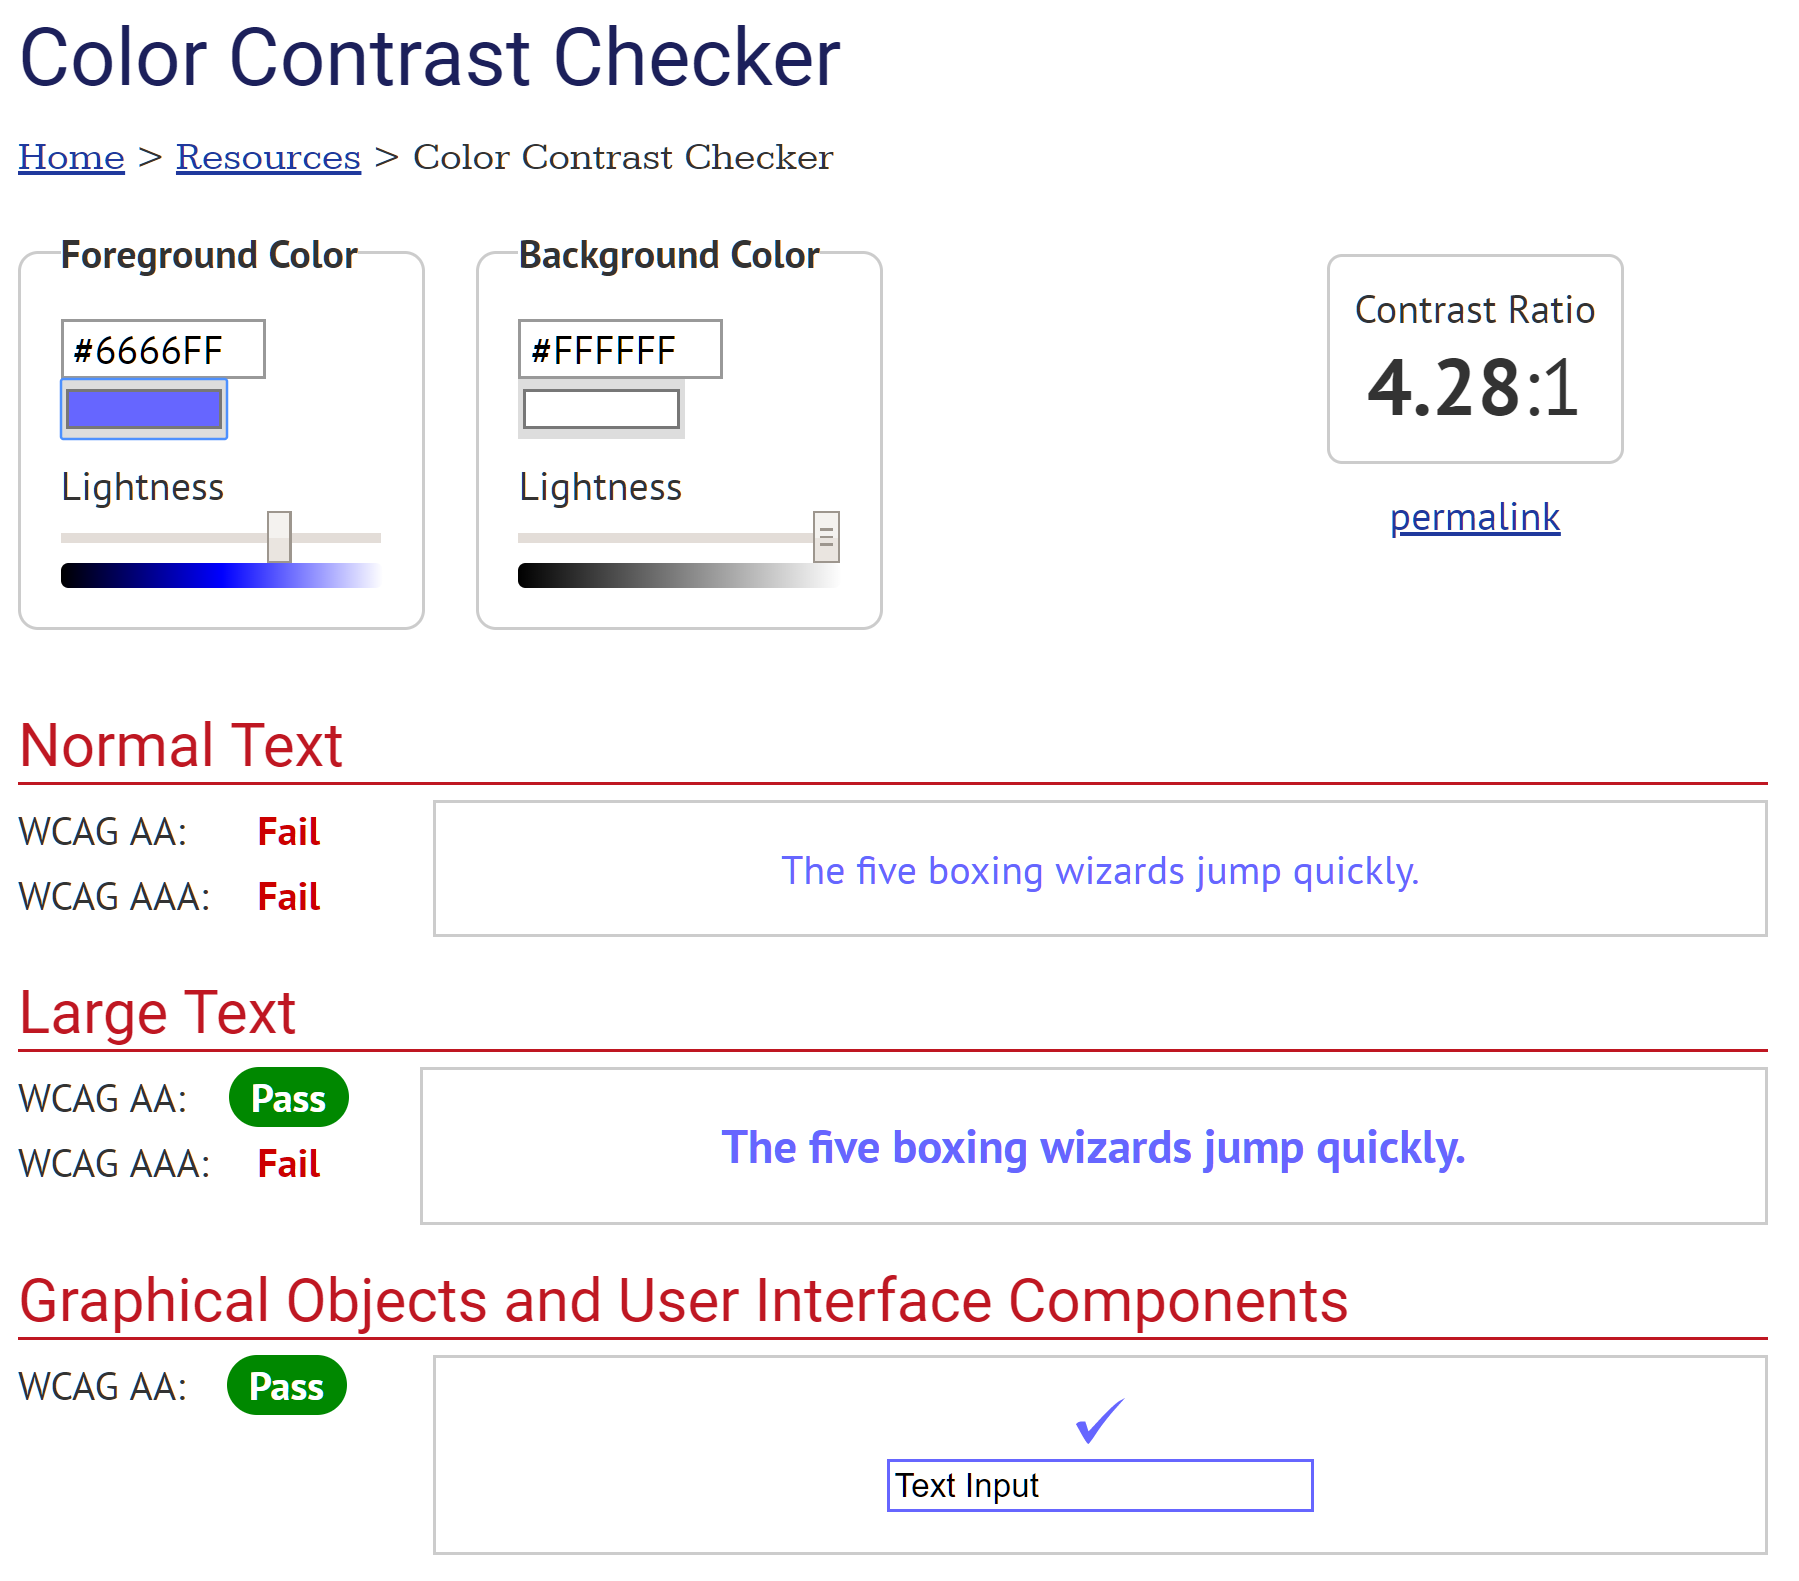 Color Contrast Checker
Home > Resources > Color Contrast Checker
Foreground Color
#6666FF
Lightness
Background Color
#FFFFFF
Lightness
Contrast Ratio
4.28:1
permalink
Normal Text
WCAG AA: Fail
WCAG AAA: Fail
The five boxing wizards jump quickly.
Large Text
WCAG AA: Pass
WCAG AAA: Fail
The five boxing wizards jump quickly.
Graphical Objects and User Interface Components
WCAG AA: Pass
Text Input